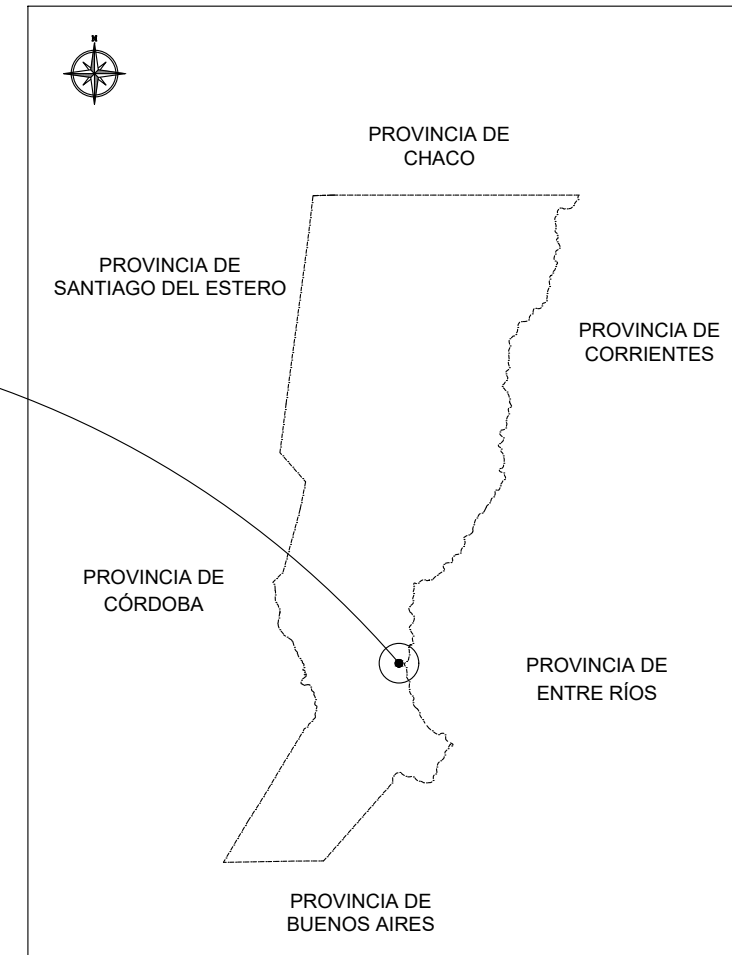 N
PROVINCIA DE
CHACO
PROVINCIA DE
SANTIAGO DEL ESTERO
PROVINCIA DE
CORRIENTES
PROVINCIA DE
CÓRDOBA
PROVINCIA DE
ENTRE RÍOS
PROVINCIA DE
BUENOS AIRES